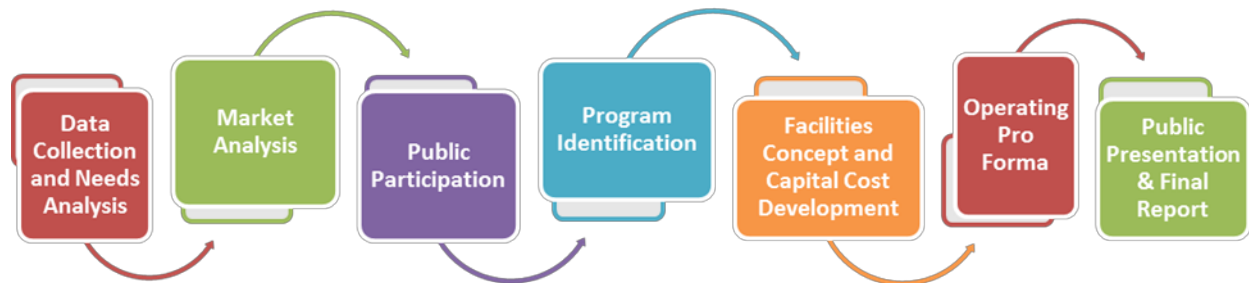 Data
Collection
and Needs
Analysis
Market
Analysis
Public
Participation
Program
Identification
Facilities
Concept and
Capital Cost
Development
Operating
Pro
Forma
Public
Presentation
& Final
Report